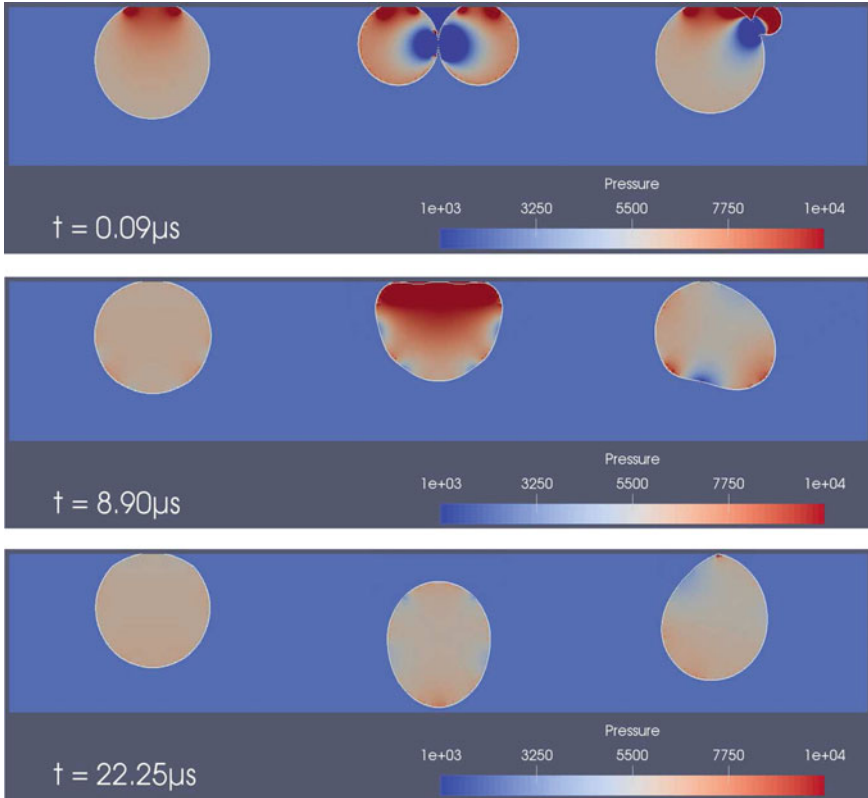 Pressure
1e+03 3250 5500 7750 1e+04
t = 0.09μs
Pressure
1e+03 3250 5500 7750 1e+04
t = 8.90μs
Pressure
1e+03 3250 5500 7750 1e+04
t = 22.25μs